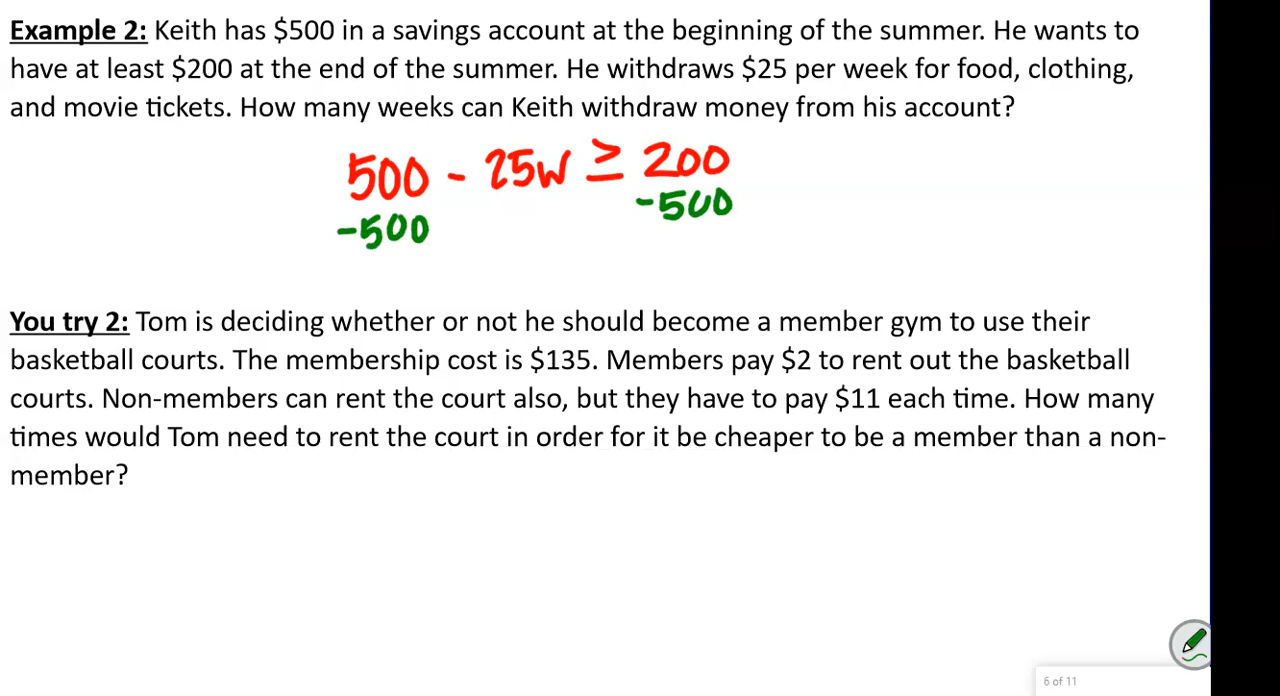 Example 2: Keith has $500 in a savings account at the beginning of the summer. He wants to
have at least $200 at the end of the summer. He withdraws $25 per week for food, clothing,
and movie tickets. How many weeks can Keith withdraw money from his account?
500 - 25w ≥ 200
-500 -500
You try 2: Tom is deciding whether or not he should become a member gym to use their
basketball courts. The membership cost is $135. Members pay $2 to rent out the basketball
courts. Non-members can rent the court also, but they have to pay $11 each time. How many
times would Tom need to rent the court in order for it be cheaper to be a member than a non-
member?
6 of 11